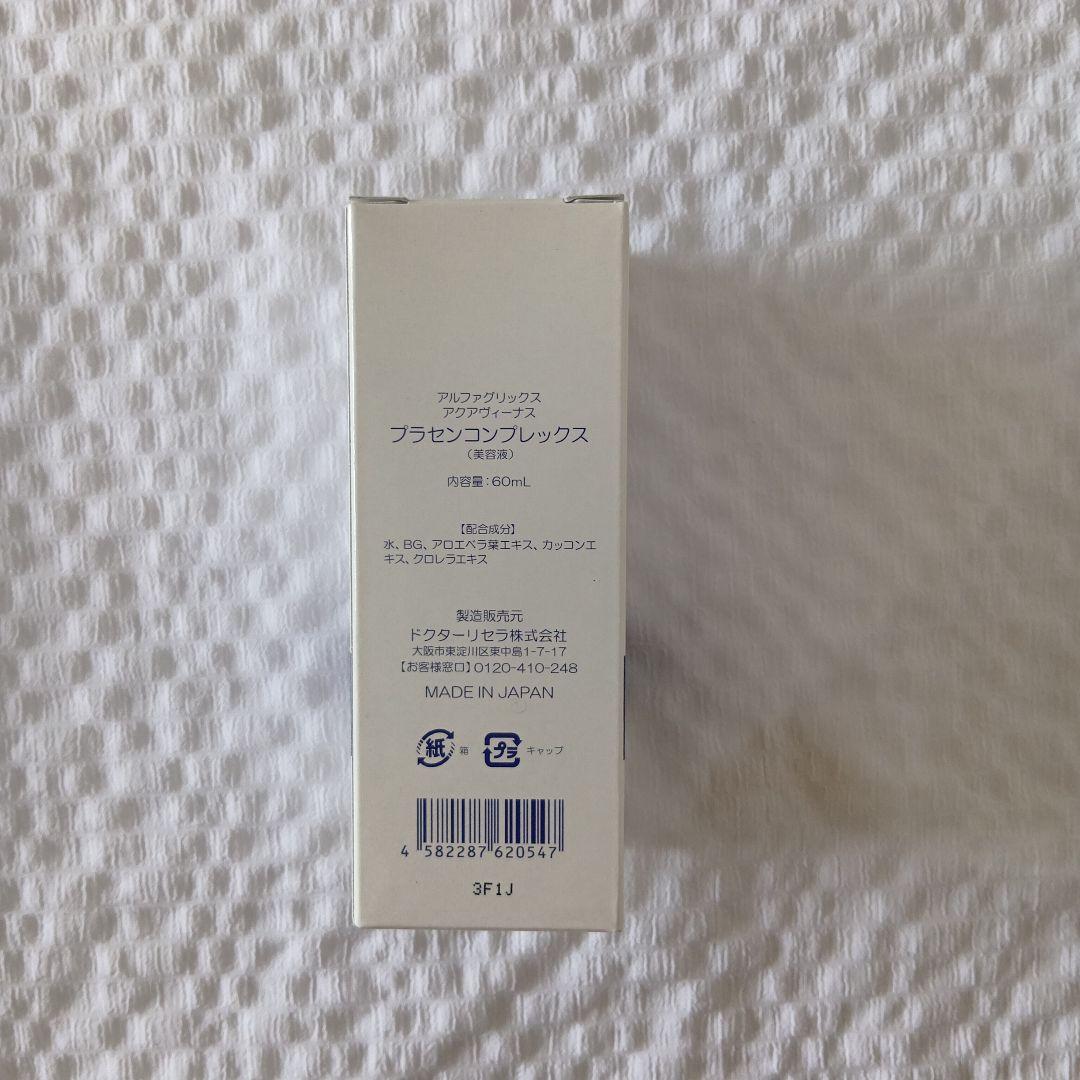 アルファグリックス
アクアヴィーナス
プラセンコンプレックス
（美容液）
内容量：60mL
【配合成分】
水、BG、アロエベラ葉エキス、カッコンエ
キス、クロレラエキス
製造販売元
ドクターリセラ株式会社
大阪市東淀川区東中島1-7-17
【お客様窓口】0120-410-248
MADE IN JAPAN
紙 箱 プラ キャップ
4 582287 620547
3F1J